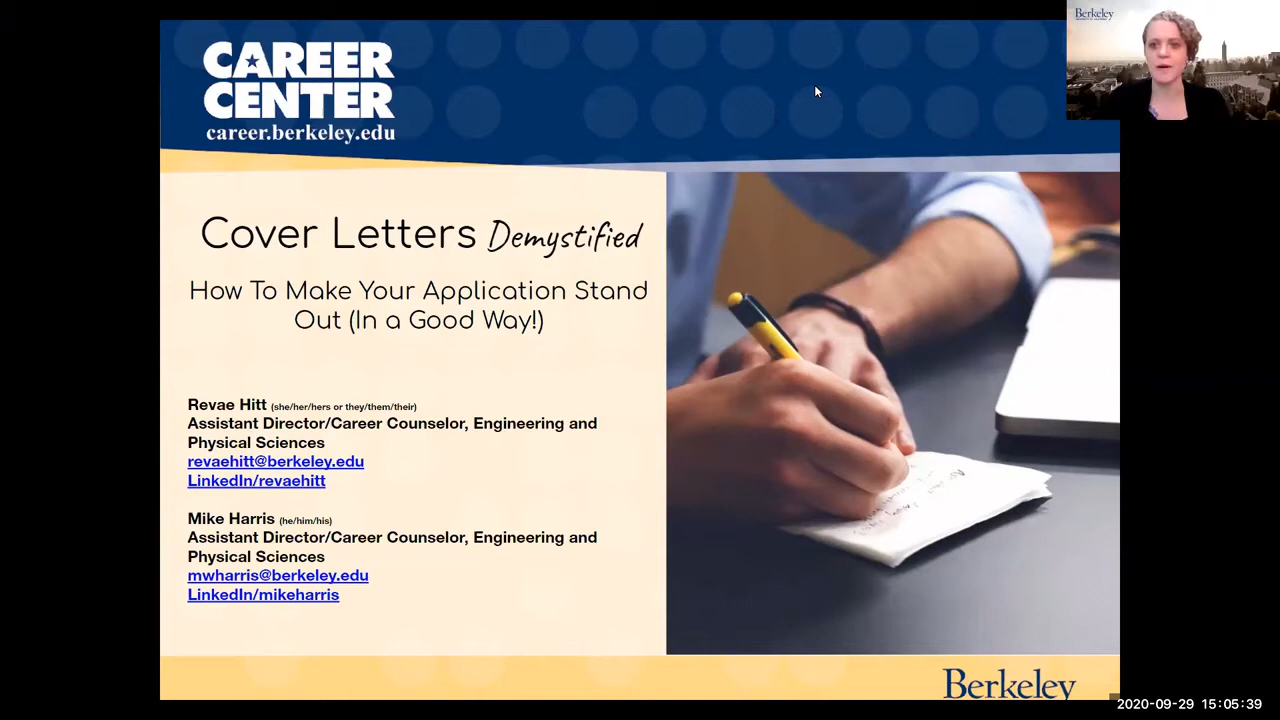 CAREER
CENTER
career.berkeley.edu
Berkeley
Cover Letters Demystified
How To Make Your Application Stand
Out (In a Good Way!)
Revae Hitt (she/her/hers or they/them/their)
Assistant Director/Career Counselor, Engineering and
Physical Sciences
revaehitt@berkeley.edu
LinkedIn/revaehitt
Mike Harris (he/him/his)
Assistant Director/Career Counselor, Engineering and
Physical Sciences
mwharris@berkeley.edu
LinkedIn/mikeharris
Berkeley
2020-09-29 15:05:39